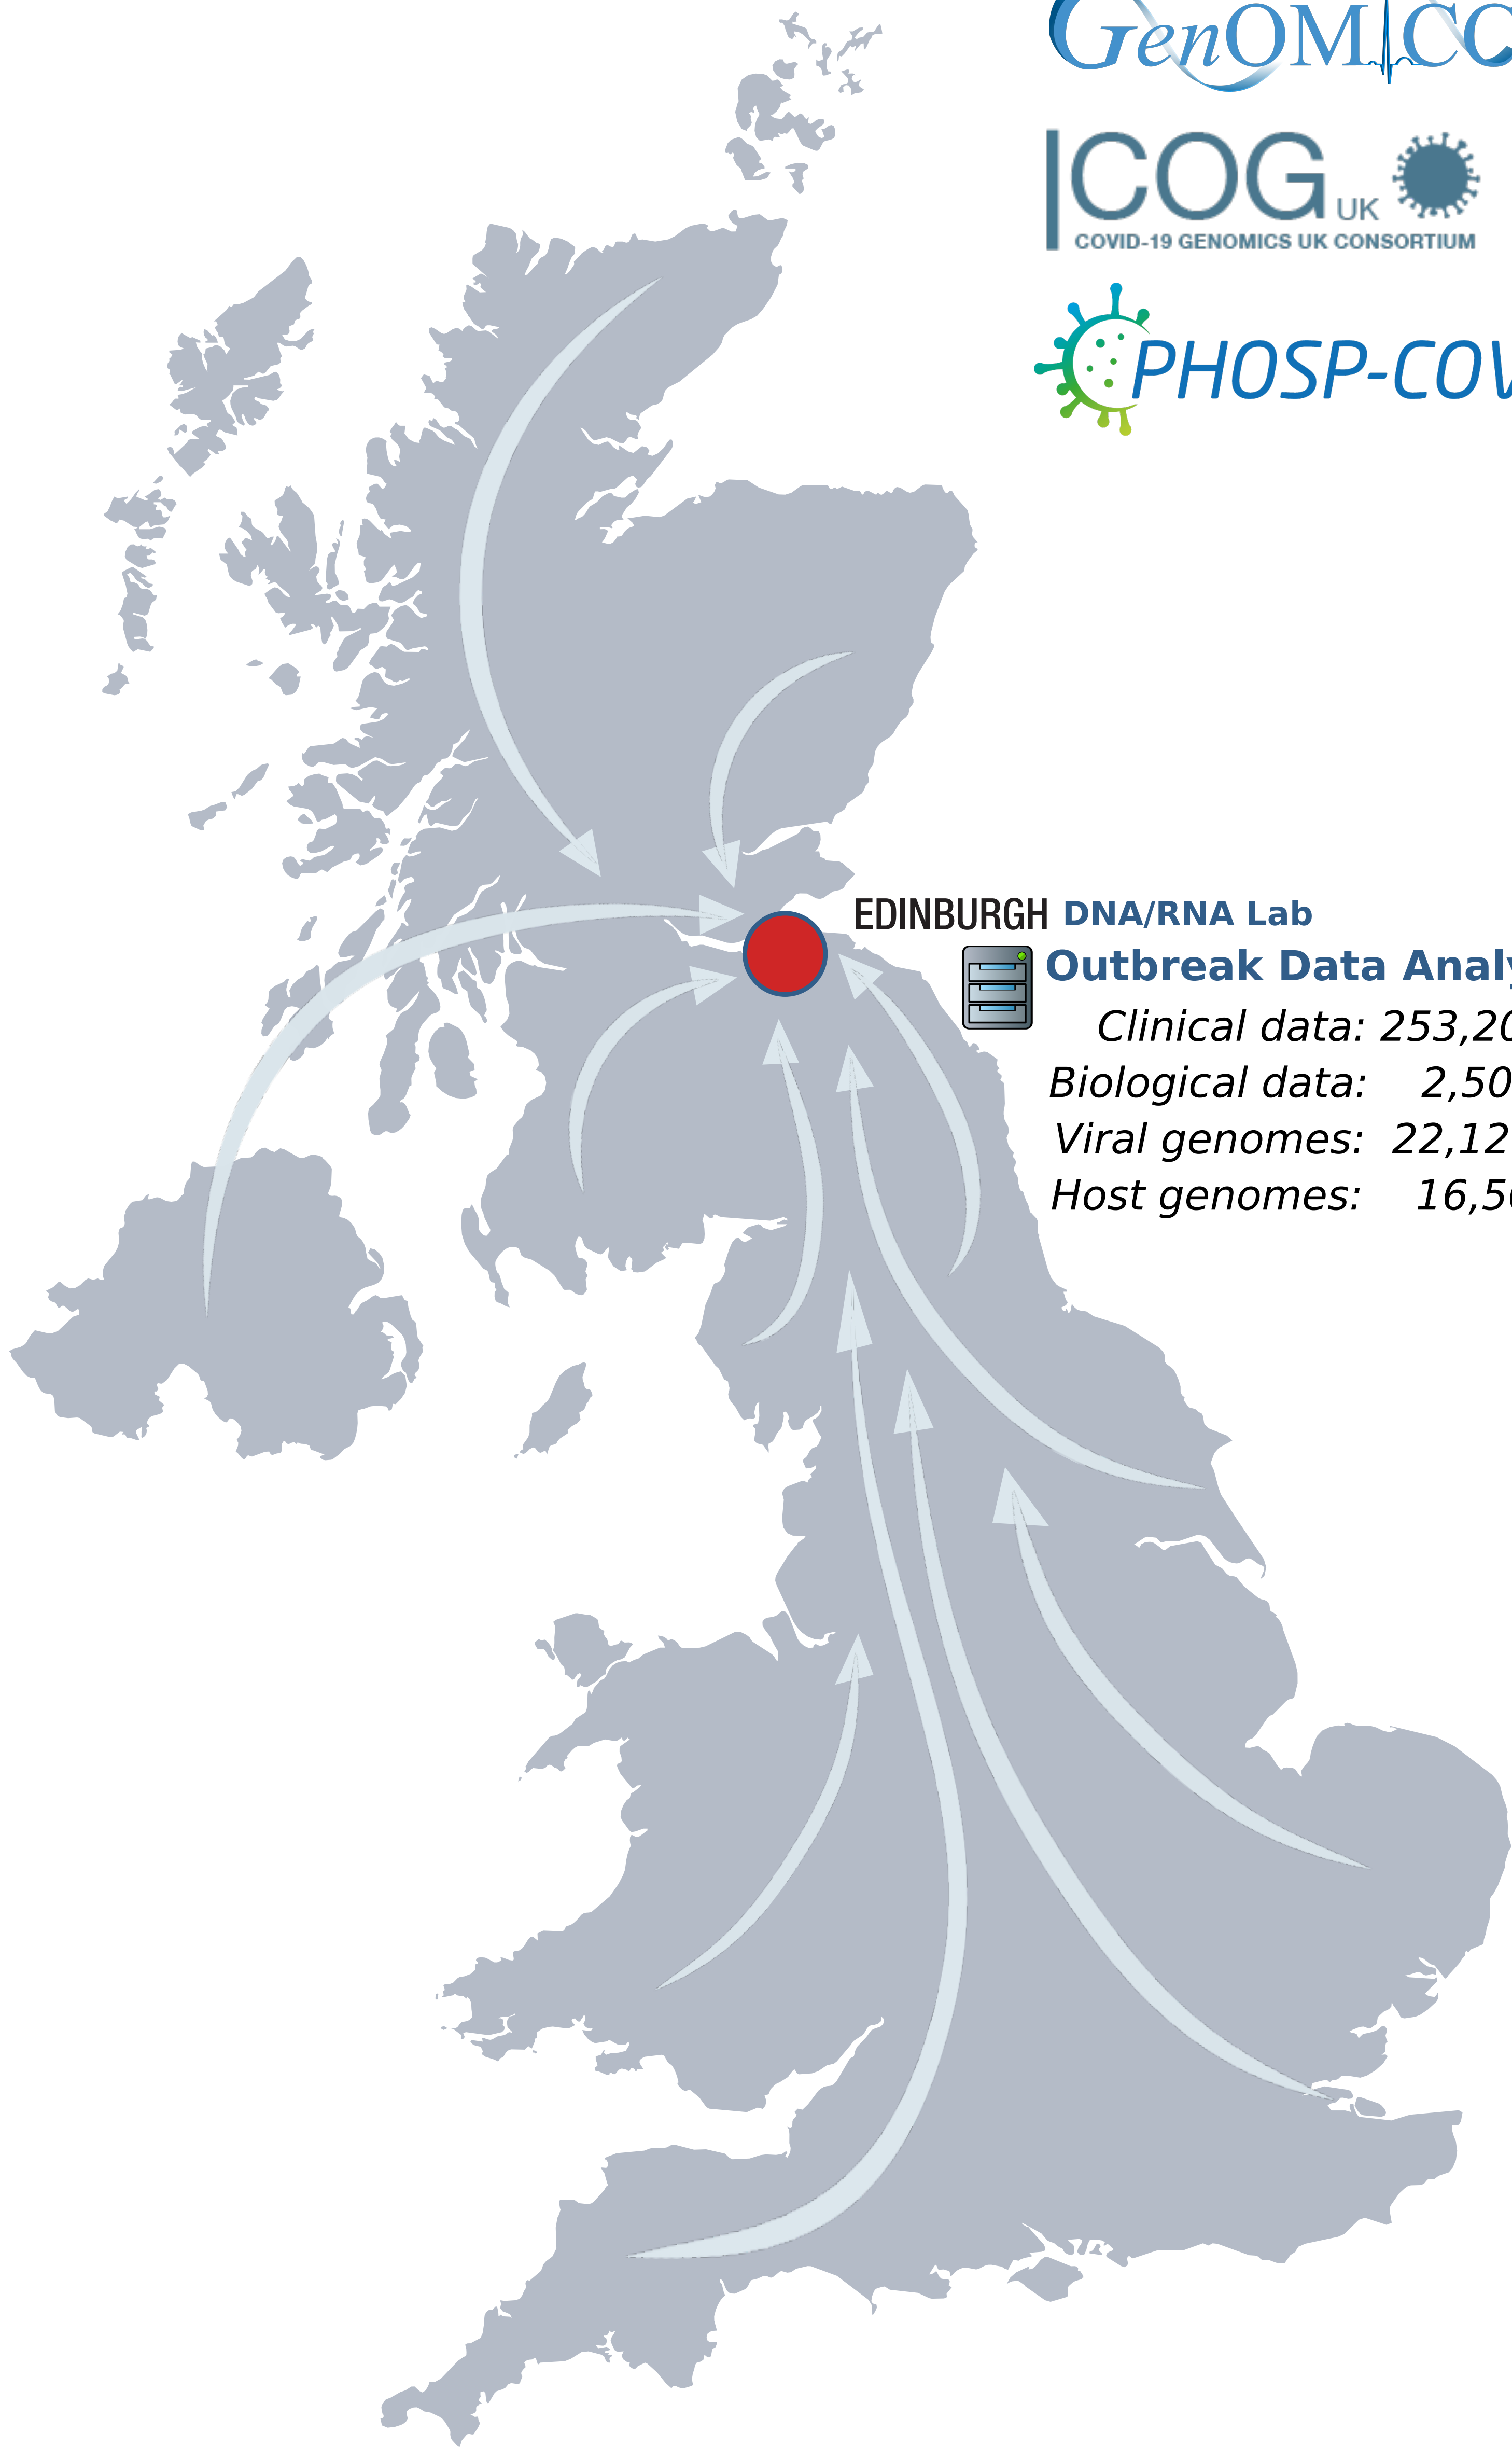 GenOMICC
COG UK
COVID-19 GENOMICS UK CONSORTIUM
PHOSP-COV
EDINBURGH DNA/RNA Lab
Outbreak Data Analy
Clinical data: 253,20
Biological data: 2,50
Viral genomes: 22,12
Host genomes: 16,50